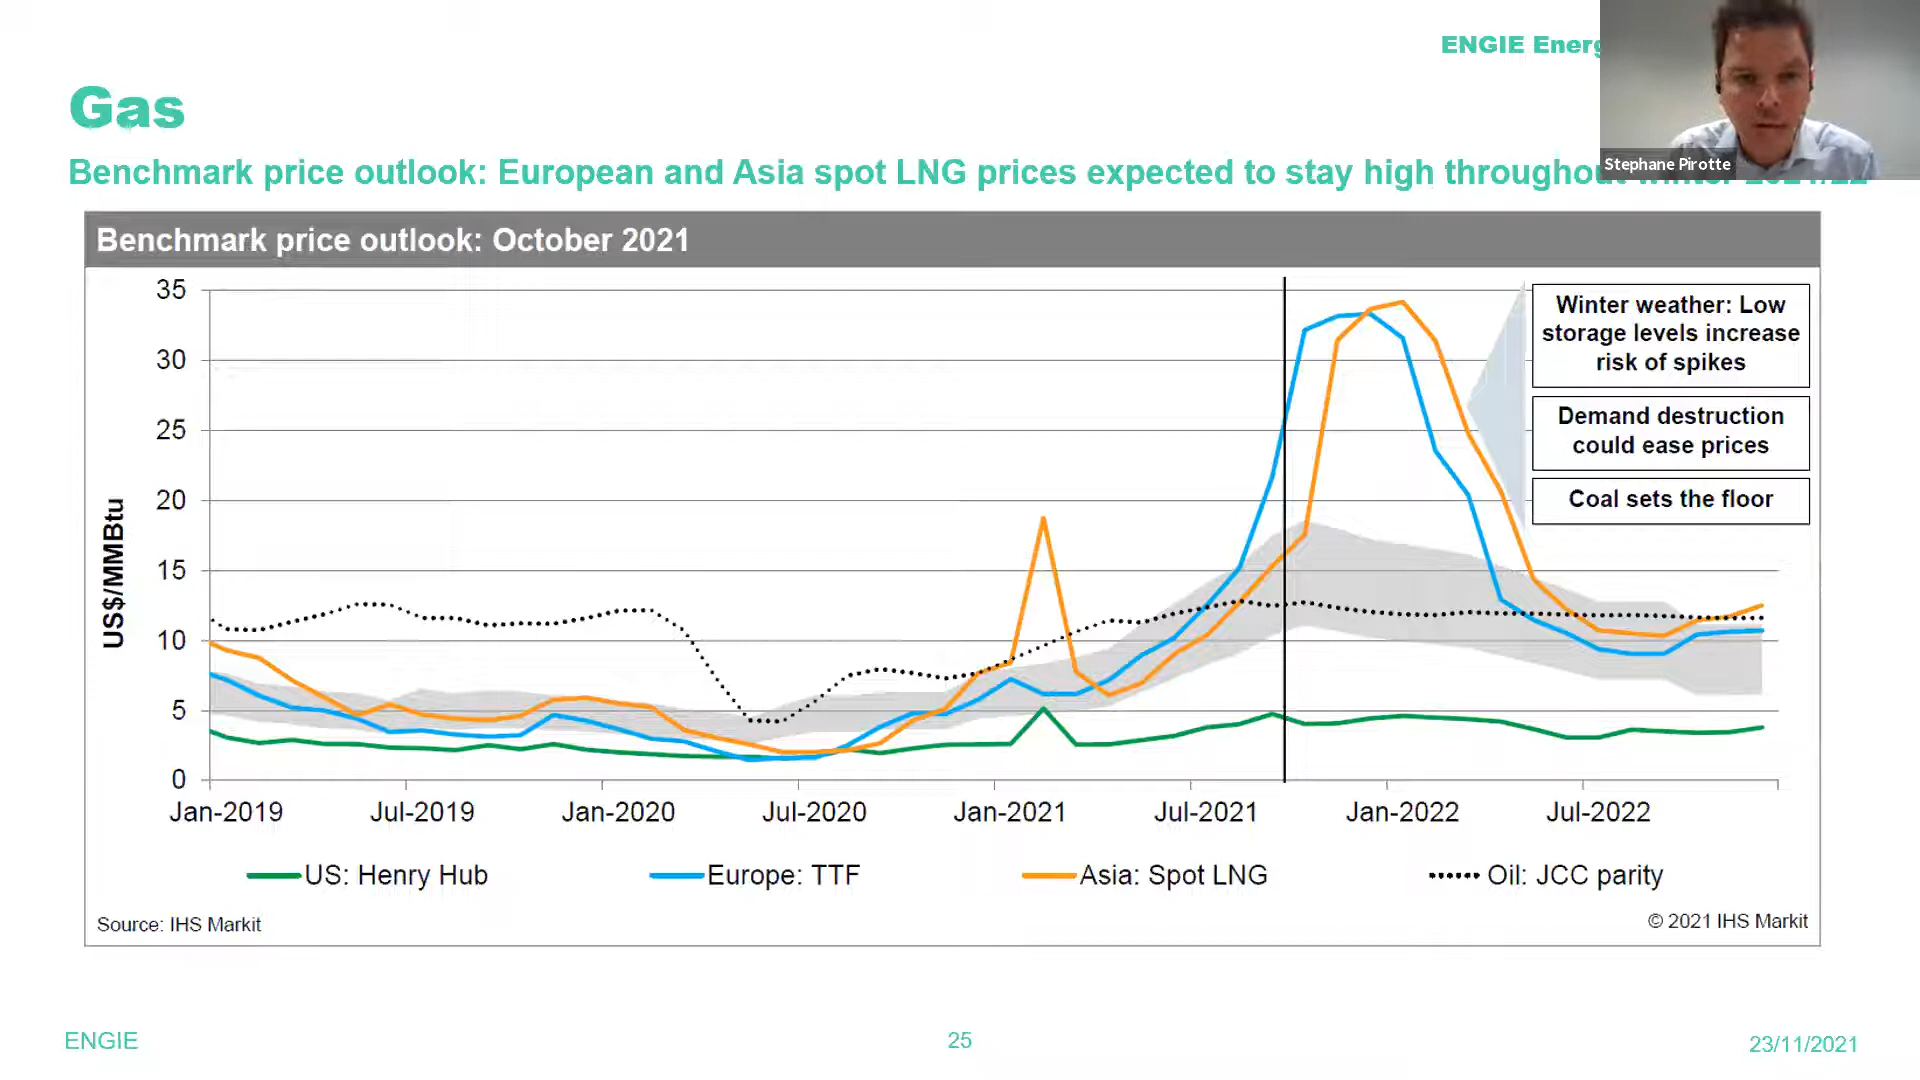 ENGIE Energ
Gas
Benchmark price outlook: European and Asia spot LNG prices expected to stay high throughout
Stephane Pirotte
Benchmark price outlook: October 2021
35
30
25
20
15
10
5
0
US$/MMBtu
Winter weather: Low
storage levels increase
risk of spikes
Demand destruction
could ease prices
Coal sets the floor
Jan-2019
Jul-2019
Jan-2020
Jul-2020
Jan-2021
Jul-2021
Jan-2022
Jul-2022
US: Henry Hub
Europe: TTF
Asia: Spot LNG
Oil: JCC parity
Source: IHS Markit
© 2021 IHS Markit
ENGIE
25
23/11/2021